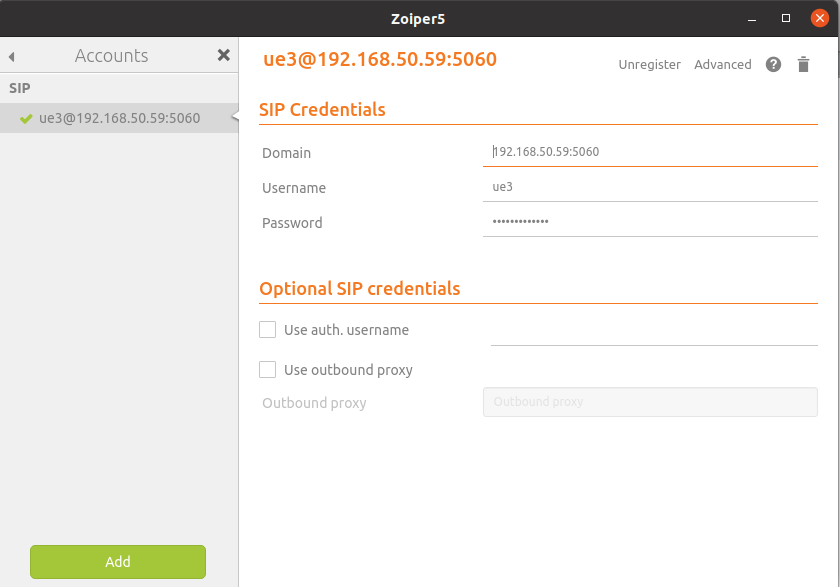 Zoiper5
Accounts
SIP
ue3@192.168.50.59:5060
Add
ue3@192.168.50.59:5060
Unregister Advanced ?
SIP Credentials
Domain 192.168.50.59:5060
Username ue3
Password •••••••••••••
Optional SIP credentials
Use auth. username
Use outbound proxy
Outbound proxy Outbound proxy